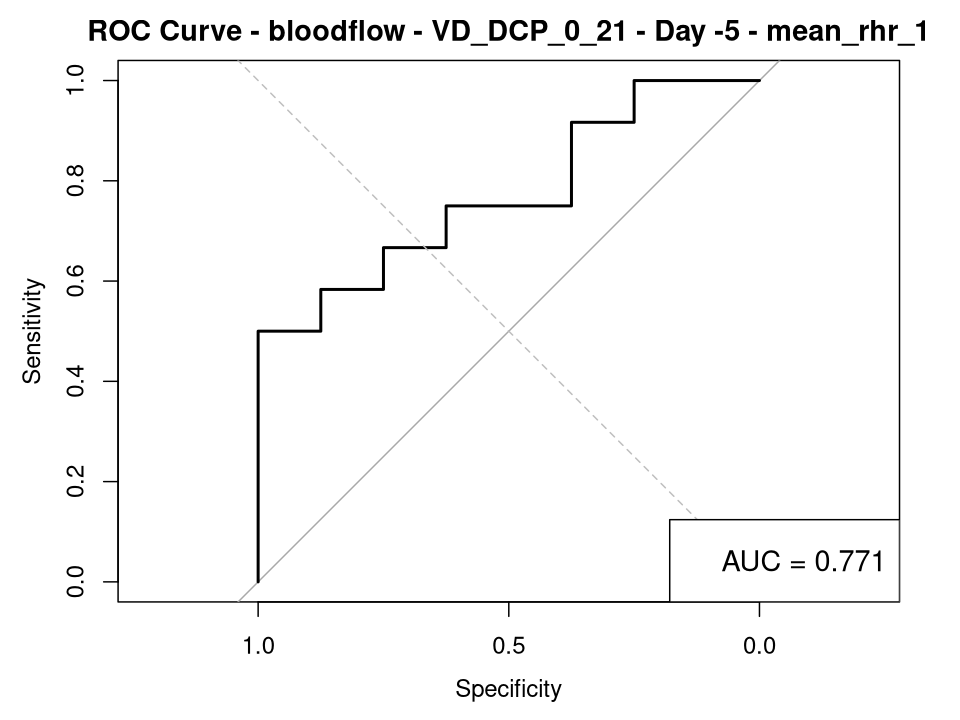 ROC Curve - bloodflow - VD_DCP_0_21 - Day -5 - mean_rhr_1
1.0
0.8
0.6
0.4
0.2
0.0
Sensitivity
AUC = 0.771
1.0 0.5 0.0
Specificity